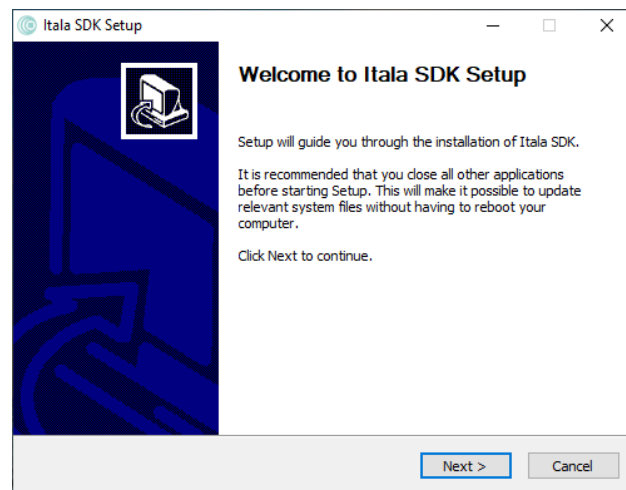 Itala SDK Setup
Welcome to Itala SDK Setup
Setup will guide you through the installation of Itala SDK.
It is recommended that you close all other applications
before starting Setup. This will make it possible to update
relevant system files without having to reboot your
computer.
Click Next to continue.
Next >
Cancel